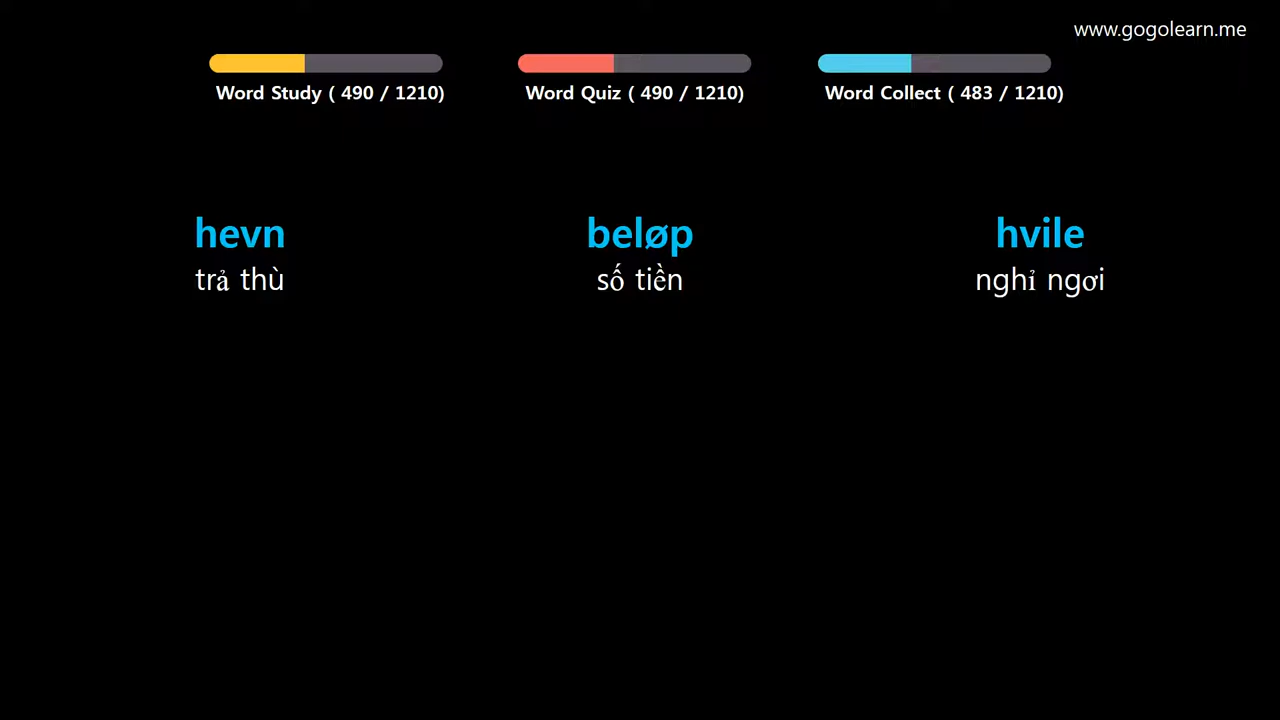 www.gogolearn.me
Word Study ( 490 / 1210)
Word Quiz ( 490 / 1210)
Word Collect ( 483 / 1210)
hevn
trả thù
beløp
số tiền
hvile
nghỉ ngơi